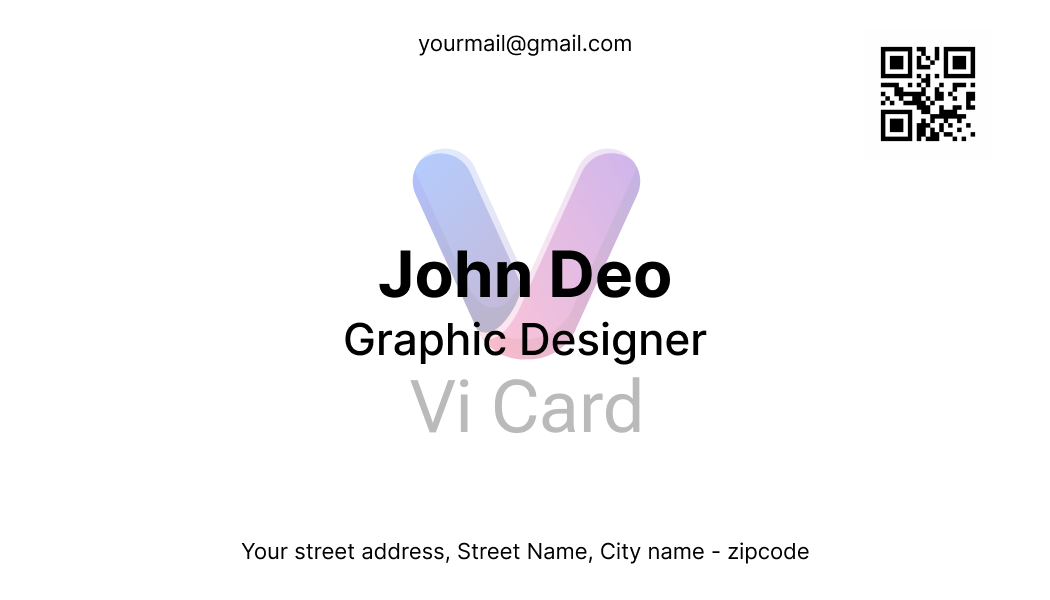 yourmail@gmail.com
John Deo
Graphic Designer
Vi Card
Your street address, Street Name, City name - zipcode